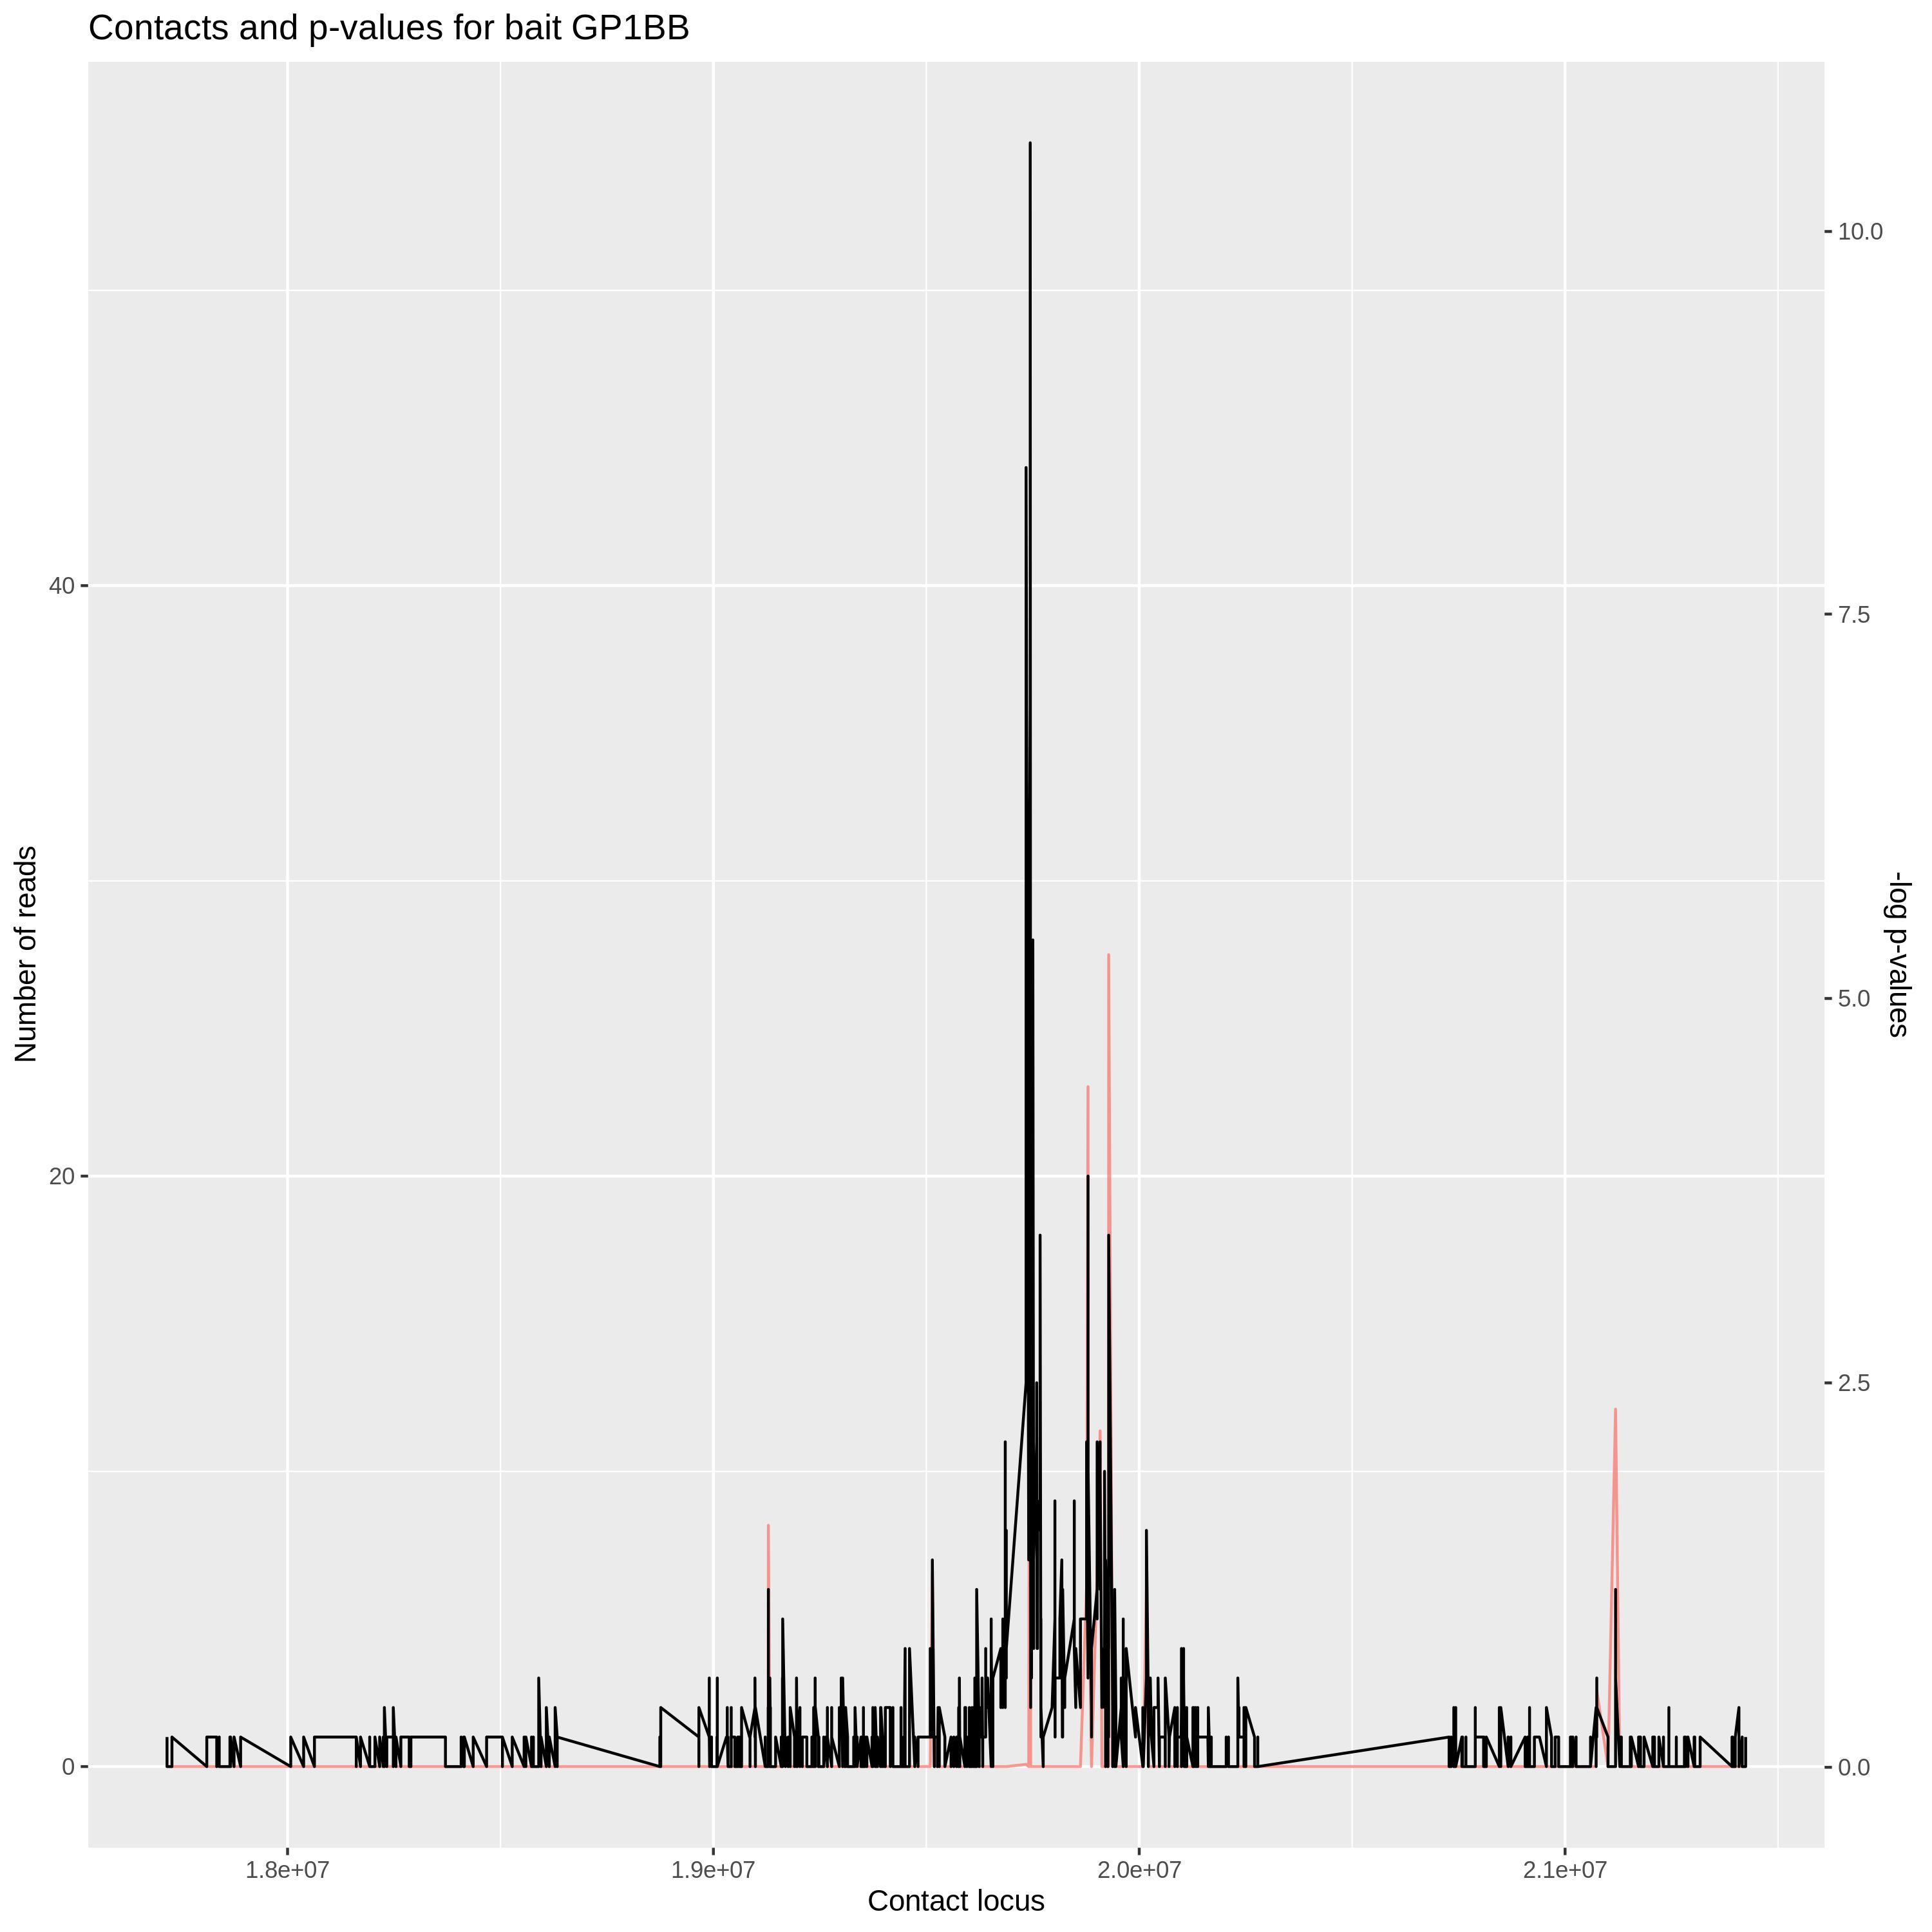 Contacts and p-values for bait GP1BB
10.0
40
7.5
Number of reads
-log p-values
5.0
20
2.5
0
0.0
1.8e+07
1.9e+07
2.0e+07
2.1e+07
Contact locus